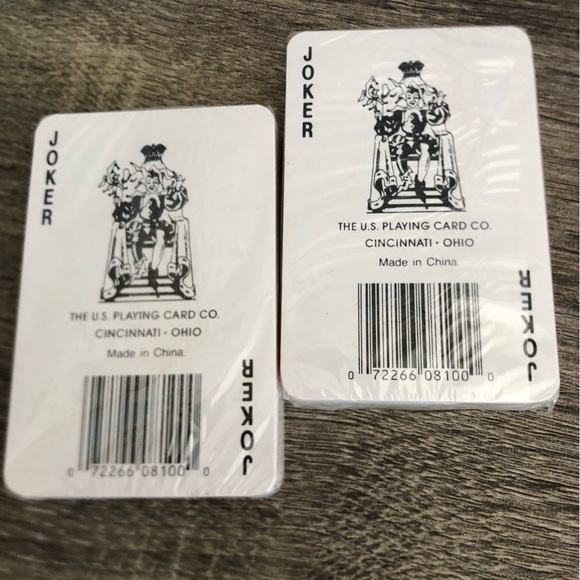 JOKER
THE U.S. PLAYING CARD CO.
CINCINNATI • OHIO
Made in China.
0 72266 08100 0
JOKER
JOKER
THE U.S. PLAYING CARD CO.
CINCINNATI • OHIO
Made in China.
0 72266 08100 0
JOKER